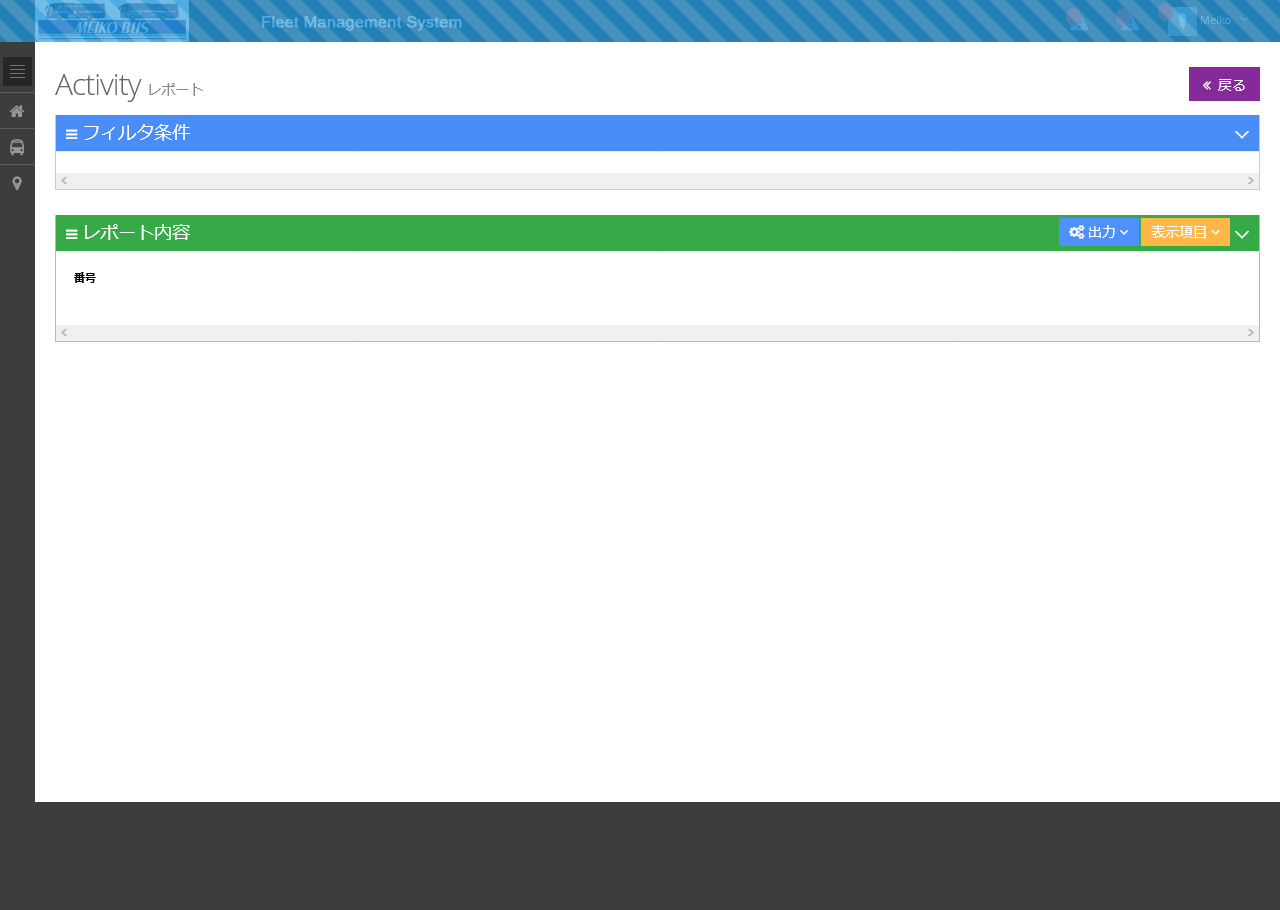 MEIKO BUS
Fleet Management System
Meiko
Activity レポート
戻る
フィルタ条件
レポート内容
出力
表示項目
番号